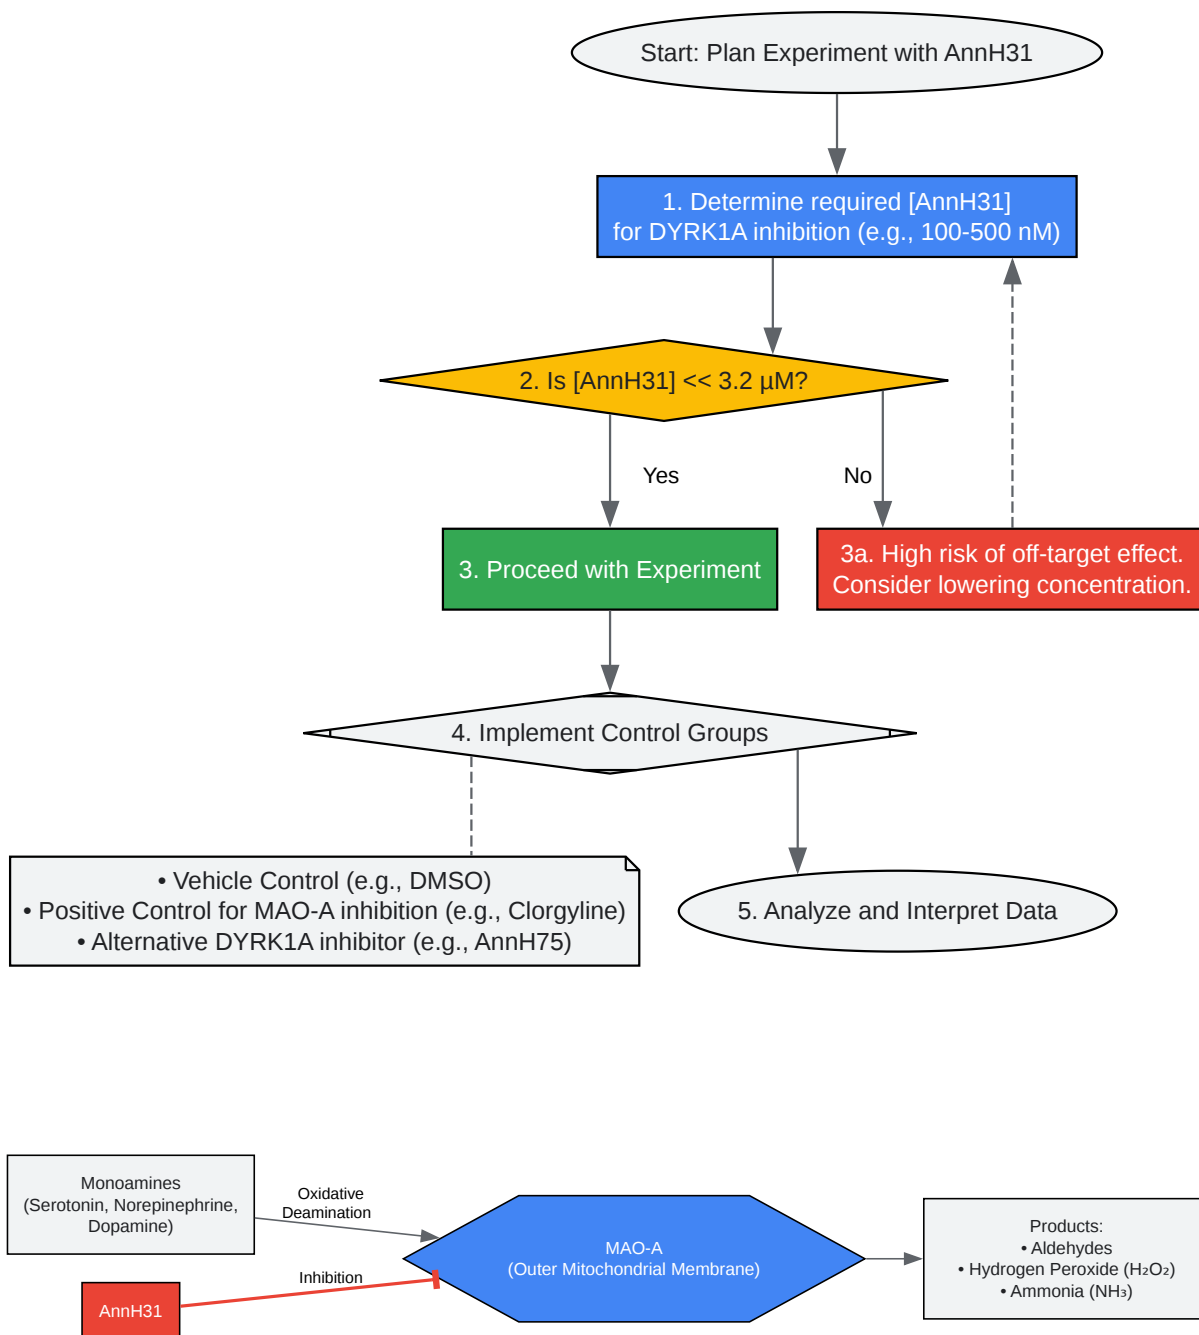 Start: Plan Experiment with AnnH31
1. Determine required [AnnH31]
for DYRK1A inhibition (e.g., 100-500 nM)
2. Is [AnnH31] << 3.2 µM?
Yes
No
3. Proceed with Experiment
3a. High risk of off-target effect.
Consider lowering concentration.
4. Implement Control Groups
• Vehicle Control (e.g., DMSO)
• Positive Control for MAO-A inhibition (e.g., Clorgyline)
• Alternative DYRK1A inhibitor (e.g., AnnH75)
5. Analyze and Interpret Data
Monoamines
(Serotonin, Norepinephrine,
Dopamine)
Oxidative
Deamination
MAO-A
(Outer Mitochondrial Membrane)
Products:
• Aldehydes
• Hydrogen Peroxide (H₂O₂)
• Ammonia (NH₃)
Inhibition
AnnH31